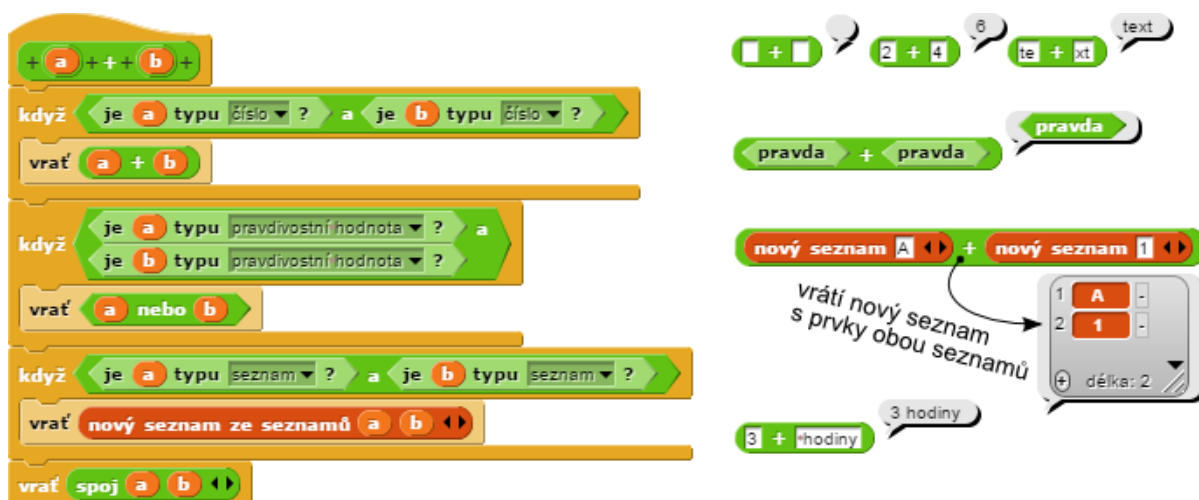 + a + + + b +
když je a typu číslo ? a je b typu číslo ?
vrať a + b
když je a typu pravdivostní hodnota ? a
je b typu pravdivostní hodnota ?
vrať a nebo b
když je a typu seznam ? a je b typu seznam ?
vrať nový seznam ze seznamů a b
vrať spoj a b
+
2 + 4
6
te + xt
text
pravda + pravda
pravda
nový seznam A + nový seznam 1
vrátí nový seznam
s prvky obou seznamů
1 A -
2 1 -
+ délka: 2
3 + hodiny
3 hodiny